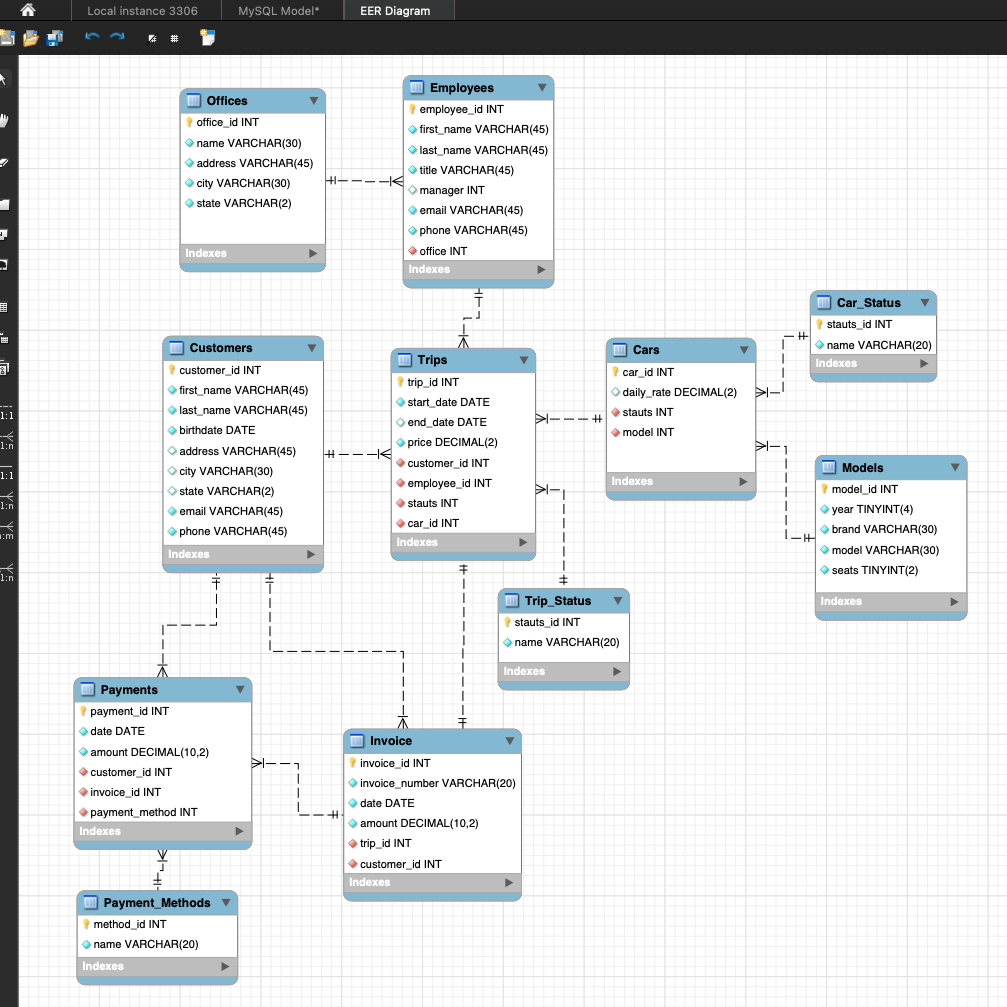 Local instance 3306
MySQL Model*
EER Diagram
Offices
office_id INT
name VARCHAR(30)
address VARCHAR(45)
city VARCHAR(30)
state VARCHAR(2)
Indexes
Employees
employee_id INT
first_name VARCHAR(45)
last_name VARCHAR(45)
title VARCHAR(45)
manager INT
email VARCHAR(45)
phone VARCHAR(45)
office INT
Indexes
Customers
customer_id INT
first_name VARCHAR(45)
last_name VARCHAR(45)
birthdate DATE
address VARCHAR(45)
city VARCHAR(30)
state VARCHAR(2)
email VARCHAR(45)
phone VARCHAR(45)
Indexes
Trips
trip_id INT
start_date DATE
end_date DATE
price DECIMAL(2)
customer_id INT
employee_id INT
stauts INT
car_id INT
Indexes
Cars
car_id INT
daily_rate DECIMAL(2)
stauts INT
model INT
Indexes
Car_Status
stauts_id INT
name VARCHAR(20)
Indexes
Models
model_id INT
year TINYINT(4)
brand VARCHAR(30)
model VARCHAR(30)
seats TINYINT(2)
Indexes
Trip_Status
stauts_id INT
name VARCHAR(20)
Indexes
Payments
payment_id INT
date DATE
amount DECIMAL(10,2)
customer_id INT
invoice_id INT
payment_method INT
Indexes
Invoice
invoice_id INT
invoice_number VARCHAR(20)
date DATE
amount DECIMAL(10,2)
trip_id INT
customer_id INT
Indexes
Payment_Methods
method_id INT
name VARCHAR(20)
Indexes
1:1
1:n
1:1
1:n
1:n